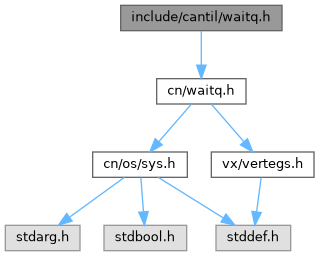 include/cantil/waitq.h
cn/waitq.h
cn/os/sys.h
vx/vertegs.h
stdarg.h
stdbool.h
stddef.h